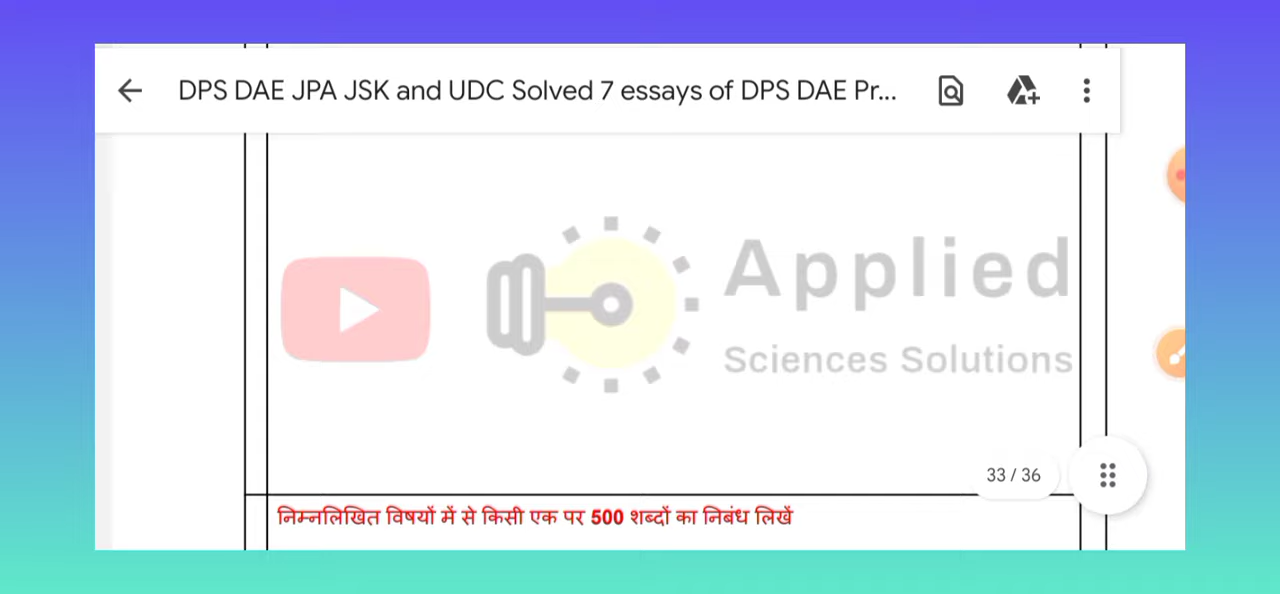 DPS DAE JPA JSK and UDC Solved 7 essays of DPS DAE Pr...
Applied
Sciences Solutions
33 / 36
निम्नलिखित विषयों में से किसी एक पर 500 शब्दों का निबंध लिखें